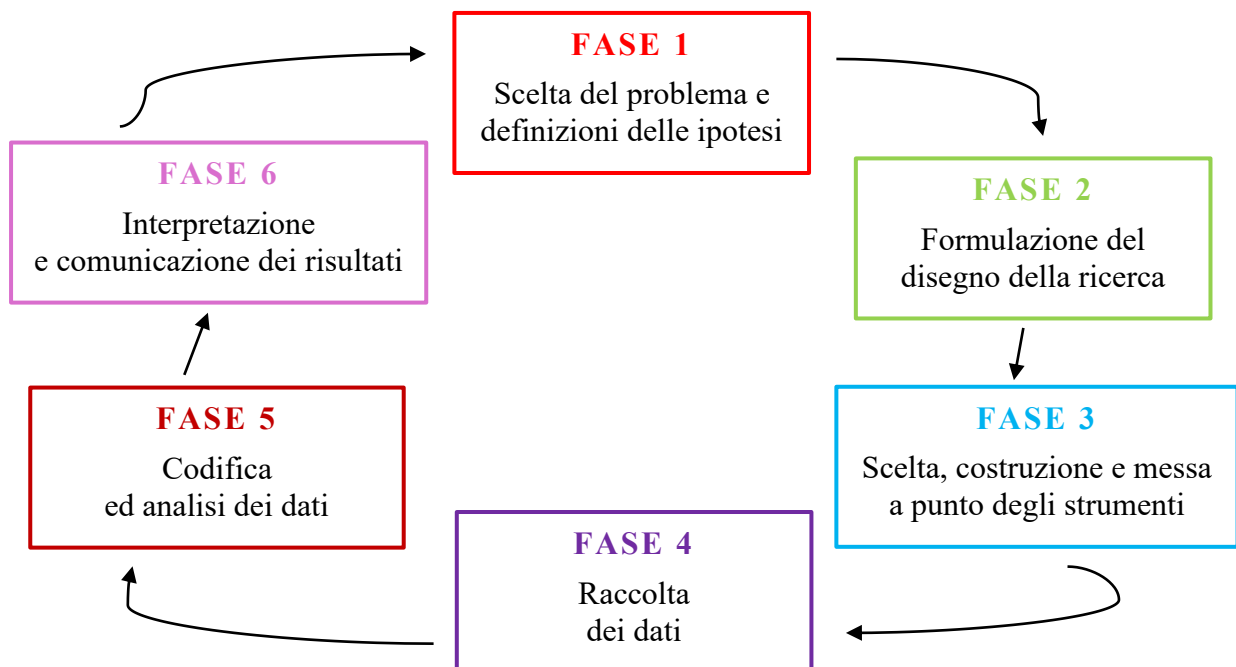 FASE 1
Scelta del problema e
definizioni delle ipotesi
FASE 2
Formulazione del
disegno della ricerca
FASE 3
Scelta, costruzione e messa
a punto degli strumenti
FASE 4
Raccolta
dei dati
FASE 5
Codifica
ed analisi dei dati
FASE 6
Interpretazione
e comunicazione dei risultati